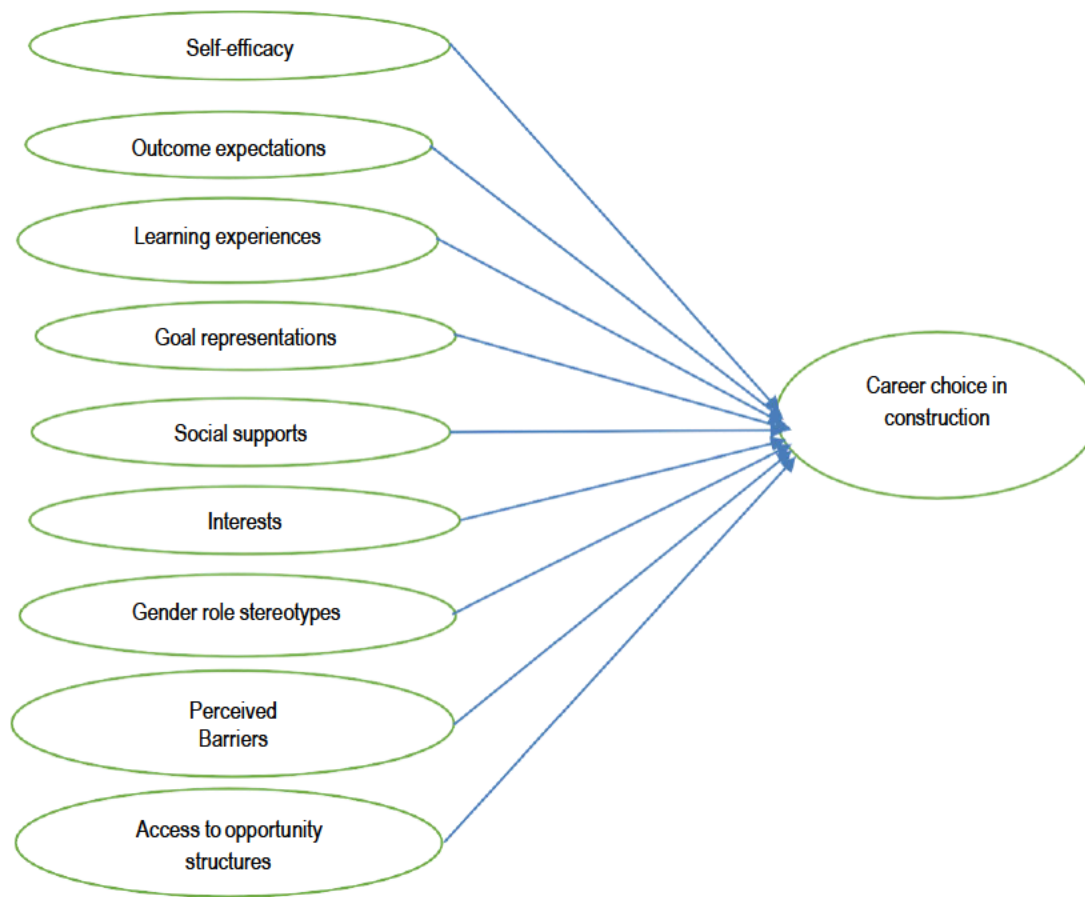 Self-efficacy
Outcome expectations
Learning experiences
Goal representations
Social supports
Interests
Gender role stereotypes
Perceived
Barriers
Access to opportunity
structures
Career choice in
construction